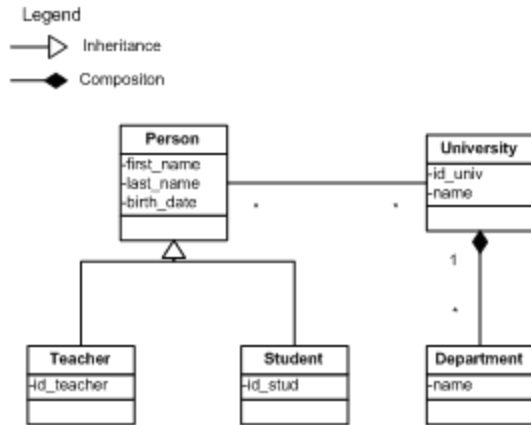 Legend
Inheritance
Compositon
Person
-first_name
-last_name
-birth_date
University
-id_univ
-name
*
*
1
*
Teacher
-id_teacher
Student
-id_stud
Department
-name